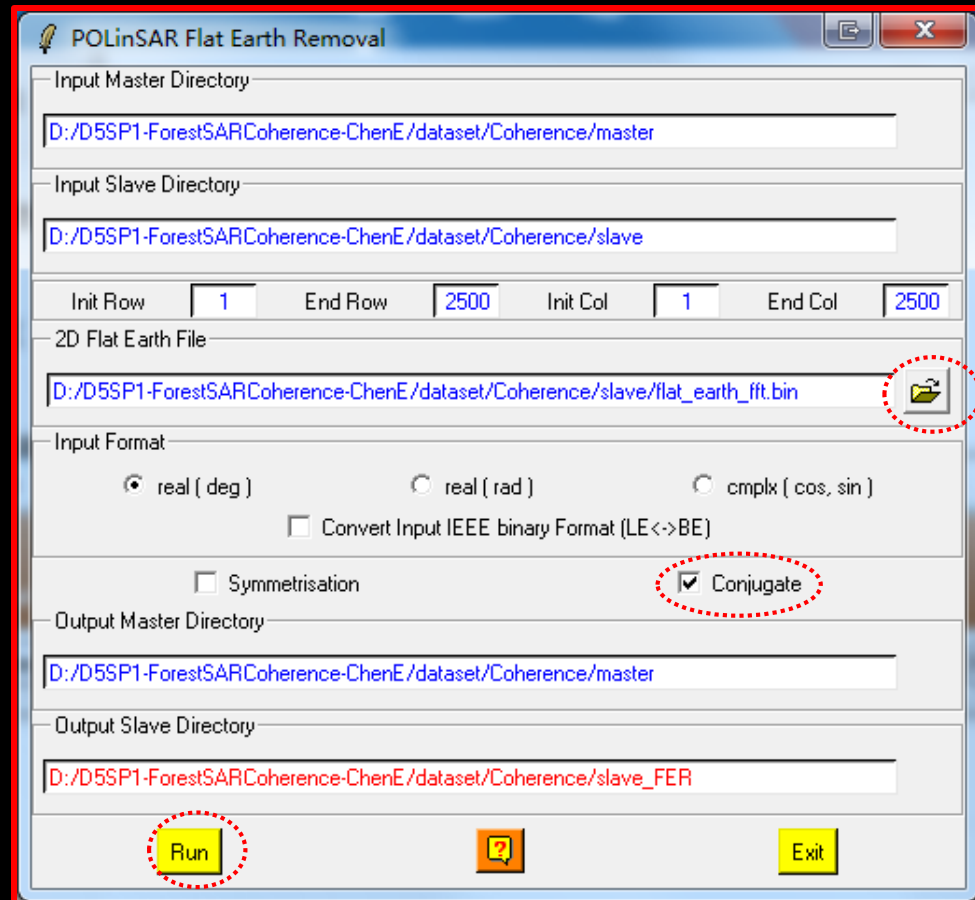 POLinSAR Flat Earth Removal
Input Master Directory
D:/D5SP1-ForestSARCoherence-ChenE/dataset/Coherence/master
Input Slave Directory
D:/D5SP1-ForestSARCoherence-ChenE/dataset/Coherence/slave
Init Row 1 End Row 2500 Init Col 1 End Col 2500
2D Flat Earth File
D:/D5SP1-ForestSARCoherence-ChenE/dataset/Coherence/slave/flat_earth_fft.bin
Input Format
real ( deg ) real ( rad ) cmplx ( cos, sin )
Convert Input IEEE binary Format (LE<->BE)
Symmetrisation Conjugate
Output Master Directory
D:/D5SP1-ForestSARCoherence-ChenE/dataset/Coherence/master
Output Slave Directory
D:/D5SP1-ForestSARCoherence-ChenE/dataset/Coherence/slave_FER
Run ? Exit